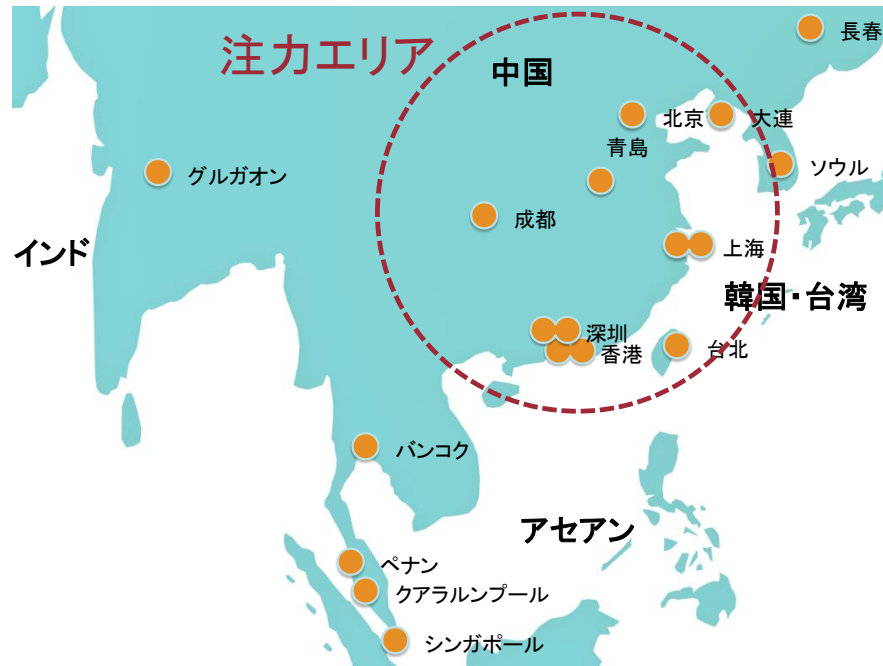 注力エリア
中国
長春
北京
大連
青島
ソウル
グルガオン
成都
インド
上海
韓国・台湾
深圳
香港
台北
バンコク
アセアン
ペナン
クアラルンプール
シンガポール